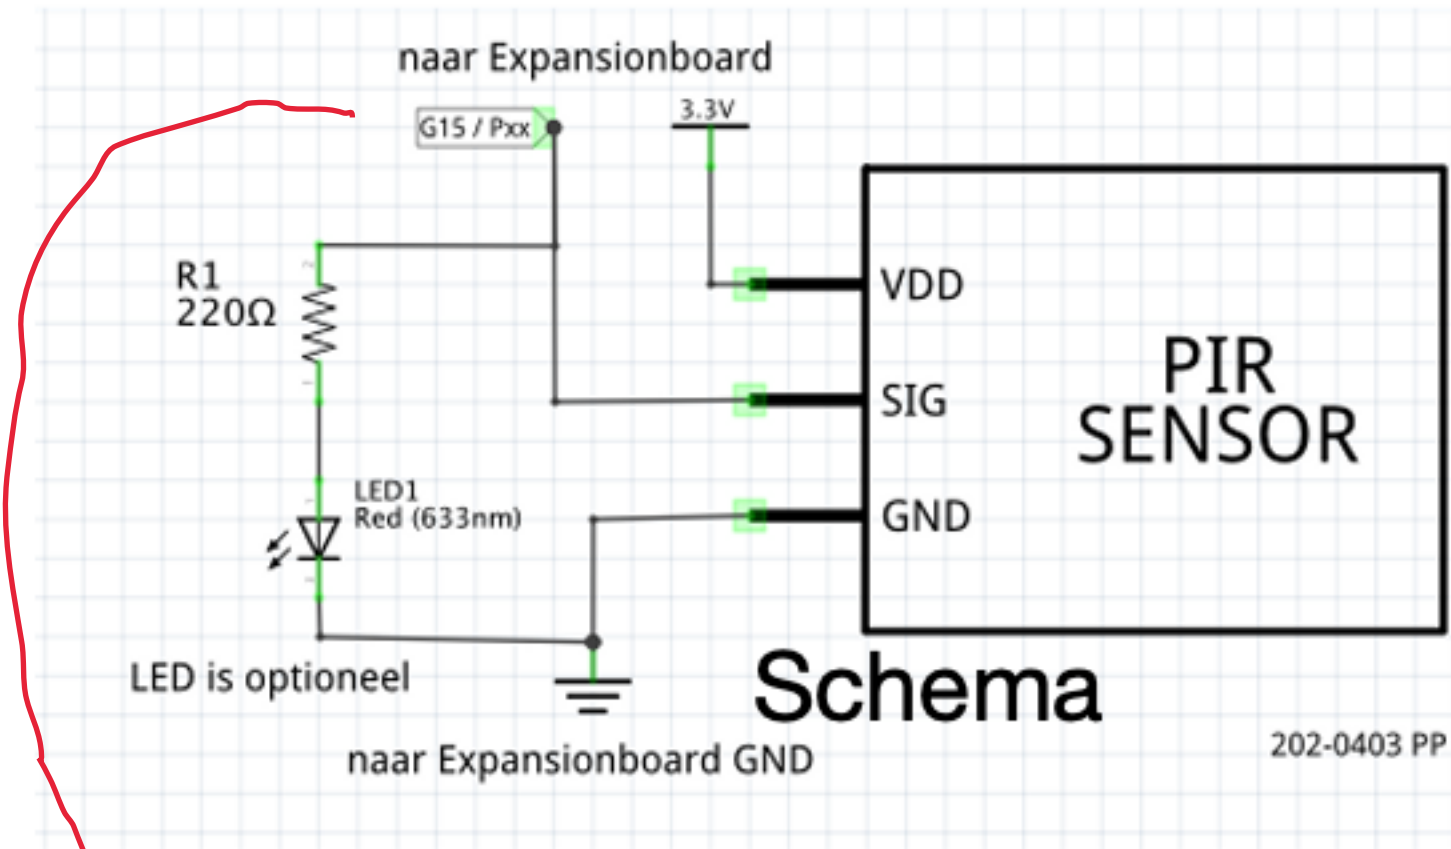 naar Expansionboard
G15 / Pxx
3.3V
R1
220Ω
VDD
SIG
GND
PIR
SENSOR
LED1
Red (633nm)
LED is optioneel
Schema
naar Expansionboard GND
202-0403 PP